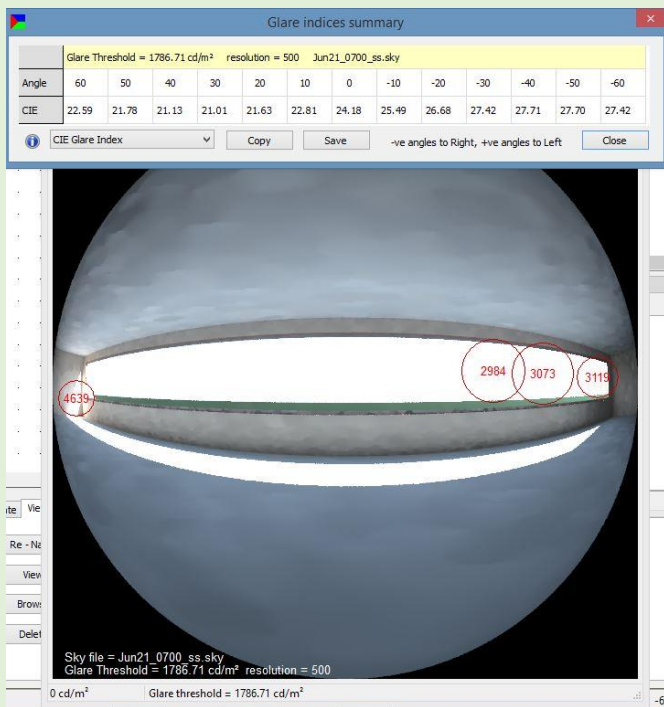 Glare indices summary
Glare Threshold = 1786.71 cd/m² resolution = 500 Jun21_0700_ss.sky
Angle 60 50 40 30 20 10 0 -10 -20 -30 -40 -50 -60
CIE 22.59 21.78 21.13 21.01 21.63 22.81 24.18 25.49 26.68 27.42 27.71 27.70 27.42
CIE Glare Index Copy Save -ve angles to Right, +ve angles to Left Close
2984 3073 3119
4639
Vie
Re - Na
View
Brows
Delet
Sky file = Jun21_0700_ss.sky
Glare Threshold = 1786.71 cd/m² resolution = 500
0 cd/m² Glare threshold = 1786.71 cd/m²